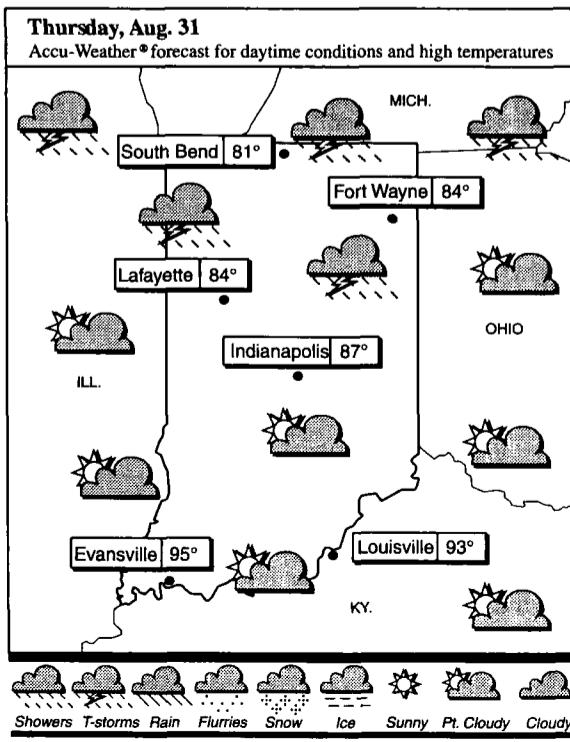 Thursday, Aug. 31
Accu-Weather® forecast for daytime conditions and high temperatures
MICH.
South Bend 81°
Fort Wayne 84°
Lafayette 84°
OHIO
Indianapolis 87°
ILL.
Evansville 95°
Louisville 93°
KY.
Showers T-storms Rain Flurries Snow Ice Sunny Pt. Cloudy Cloudy